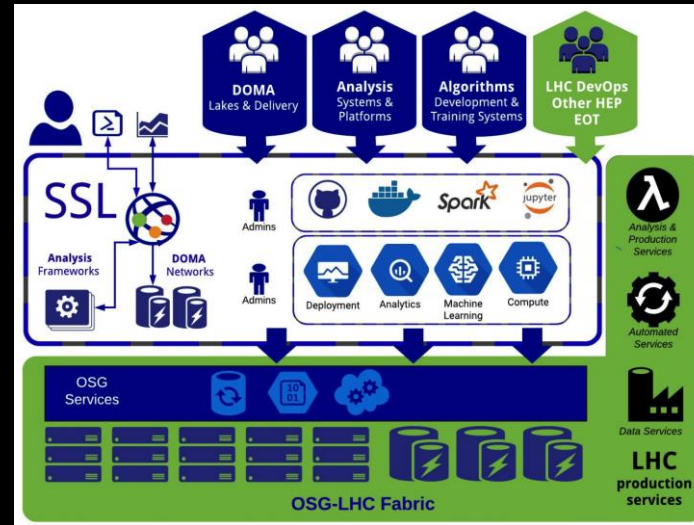 DOMA
Lakes & Delivery
Analysis
Systems &
Platforms
Algorithms
Development &
Training Systems
LHC DevOps
Other HEP
EOT
SSL
Analysis
Frameworks
DOMA
Networks
Admins
Spark
jupyter
Admins
Deployment
Analytics
Machine
Learning
Compute
λ
Analysis &
Production
Services
Automated
Services
Data Services
LHC
production
services
OSG
Services
10
01
OSG-LHC Fabric